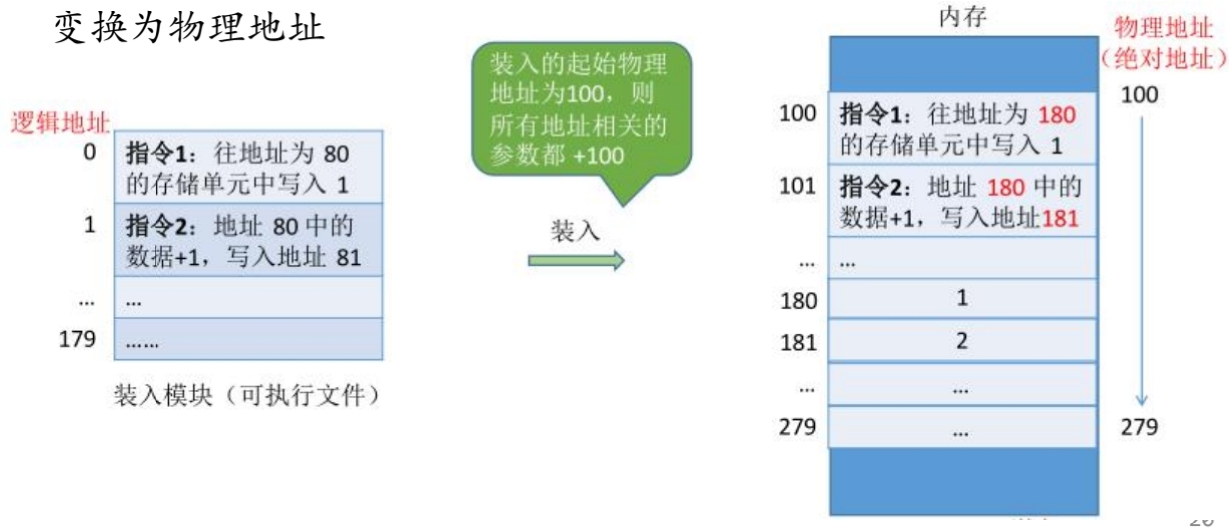 变换为物理地址
逻辑地址
0
指令1：往地址为 80
的存储单元中写入 1
1
指令2：地址 80 中的
数据+1，写入地址 81
...
...
179
......
装入模块（可执行文件）
装入的起始物理
地址为100，则
所有地址相关的
参数都 +100
装入
内存
物理地址
（绝对地址）
100
指令1：往地址为 180
的存储单元中写入 1
101
指令2：地址 180 中的
数据+1，写入地址181
...
...
180
1
181
2
...
...
279
...
100
279